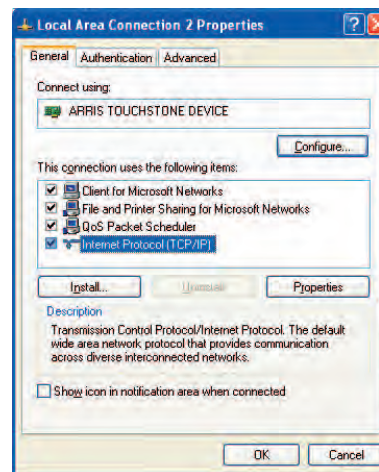 Local Area Connection 2 Properties
General Authentication Advanced
Connect using:
ARRIS TOUCHSTONE DEVICE
Configure...
This connection uses the following items:
Client for Microsoft Networks
File and Printer Sharing for Microsoft Networks
QoS Packet Scheduler
Internet Protocol (TCP/IP)
Install... Uninstall Properties
Description
Transmission Control Protocol/Internet Protocol. The default
wide area network protocol that provides communication
across diverse interconnected networks.
Show icon in notification area when connected
OK Cancel